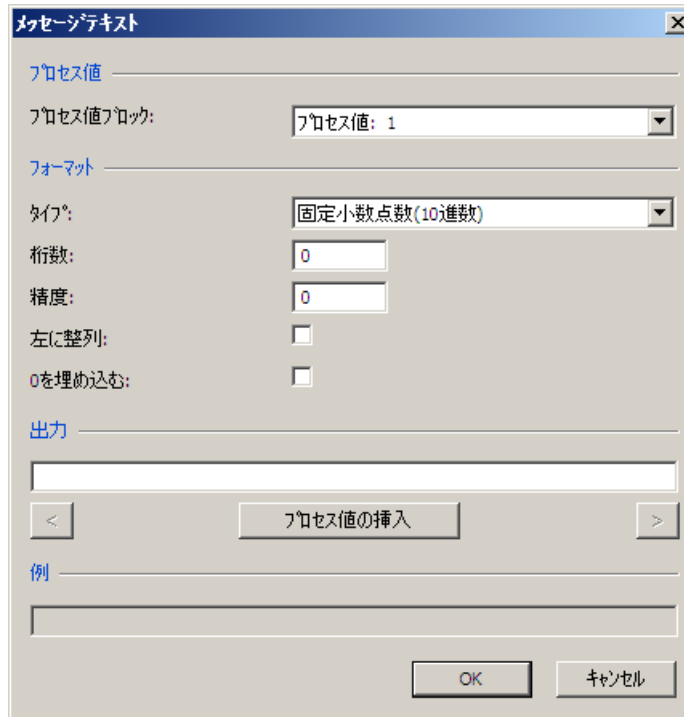 メッセージテキスト
プロセス値
プロセス値ブロック:
プロセス値: 1
フォーマット
タイプ:
固定小数点数(10進数)
桁数:
0
精度:
0
左に整列:
0を埋め込む:
出力
<
プロセス値の挿入
>
例
OK
キャンセル